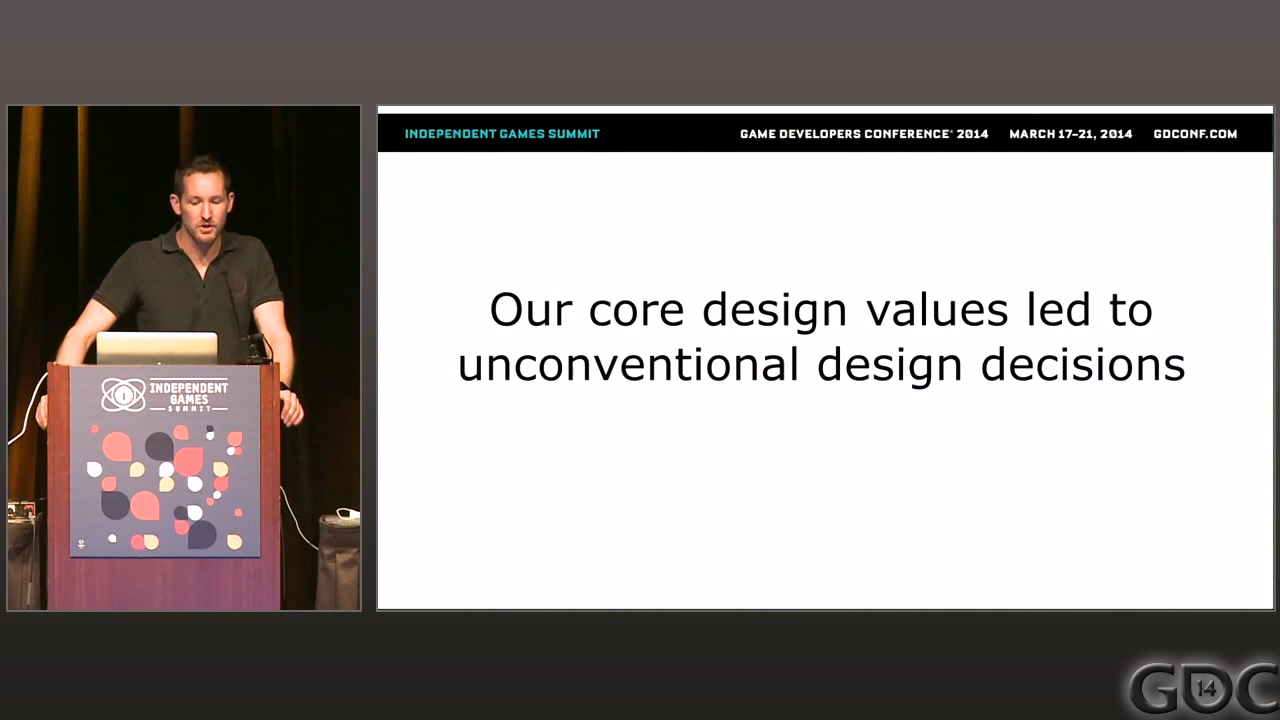 INDEPENDENT GAMES SUMMIT
GAME DEVELOPERS CONFERENCE® 2014 MARCH 17–21, 2014 GDCONF.COM
Our core design values led to
unconventional design decisions
INDEPENDENT
GAMES
SUMMIT
GDC
14